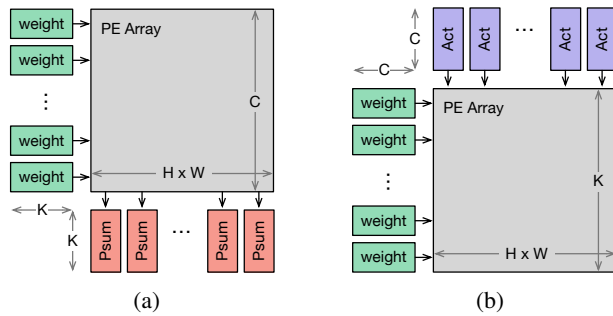 weight
PE Array
weight
C
...
weight
weight
H x W
K
K
Psum
Psum
...
Psum
Psum
(a)
C
Act
Act
...
Act
Act
C
weight
PE Array
weight
K
...
weight
weight
H x W
(b)